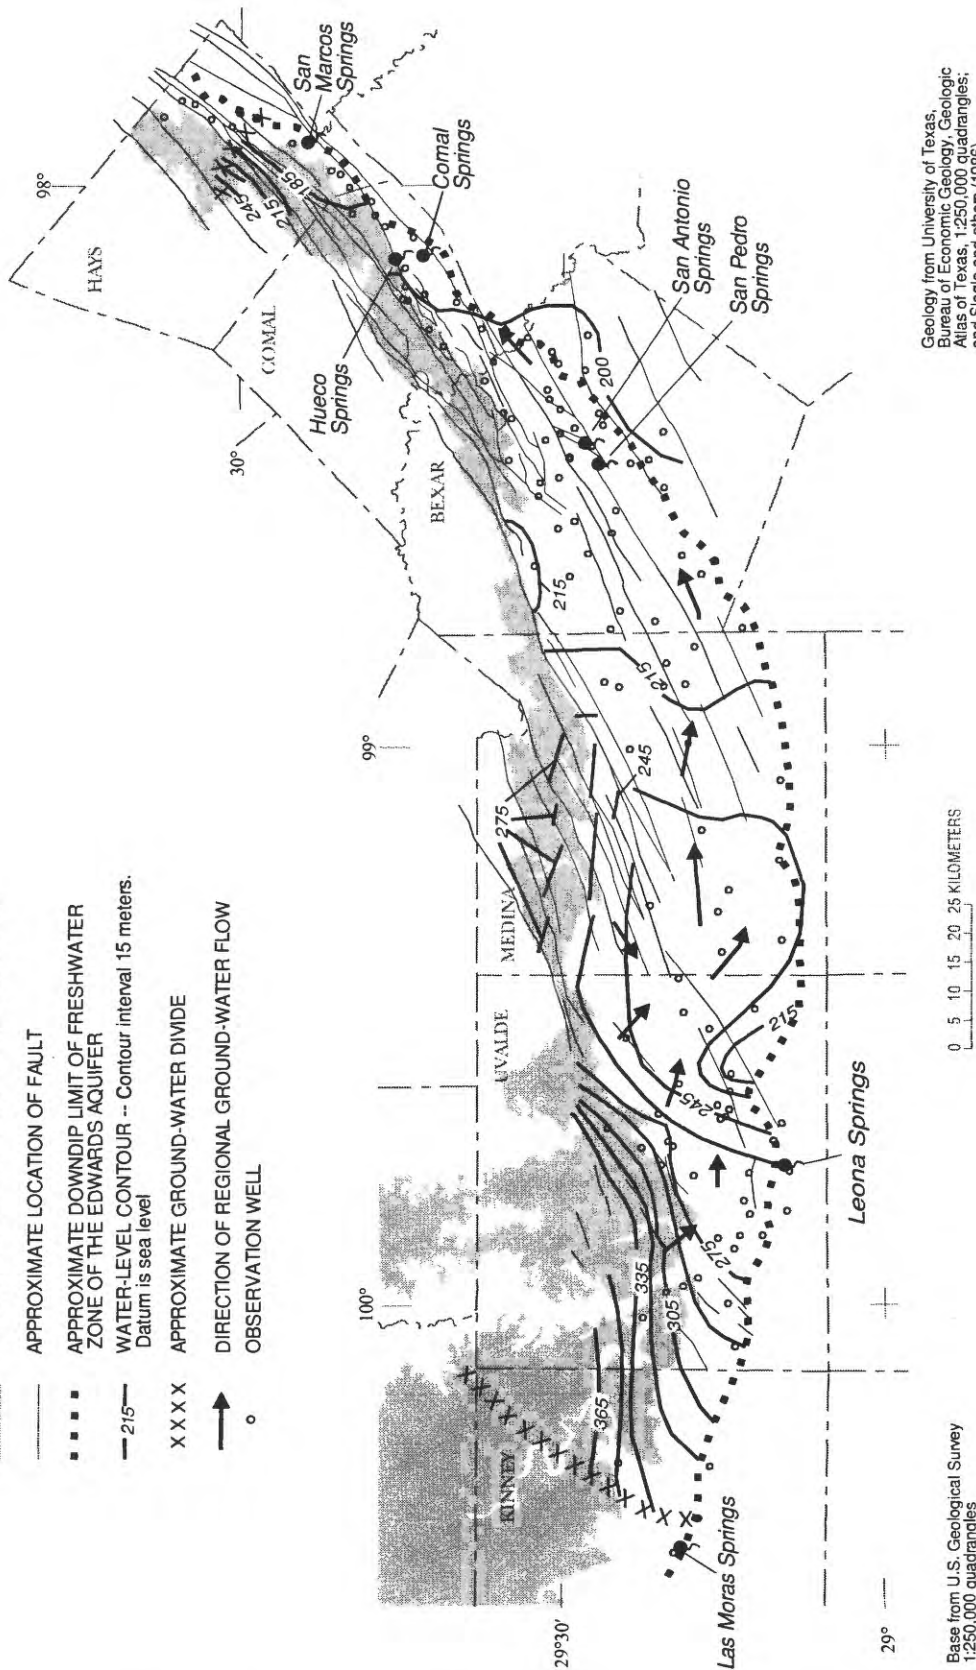 APPROXIMATE LOCATION OF FAULT
APPROXIMATE DOWNDIP LIMIT OF FRESHWATER
ZONE OF THE EDWARDS AQUIFER
215
WATER-LEVEL CONTOUR -- Contour interval 15 meters.
Datum is sea level
X X X X
APPROXIMATE GROUND-WATER DIVIDE
DIRECTION OF REGIONAL GROUND-WATER FLOW
OBSERVATION WELL
100°
99°
98°
30°
29°30'
29°
KINNEY
UVALDE
MEDINA
BEXAR
COMAL
HAYS
Las Moras Springs
Leona Springs
Hueco
Springs
San Antonio
Springs
San Pedro
Springs
Comal
Springs
San
Marcos
Springs
365
335
305
275
245
215
275
245
215
215
200
245
215
185
0 5 10 15 20 25 KILOMETERS
Base from U.S. Geological Survey
1:250,000 quadrangles
Geology from University of Texas,
Bureau of Economic Geology, Geologic
Atlas of Texas, 1:250,000 quadrangles;
and others (1986)